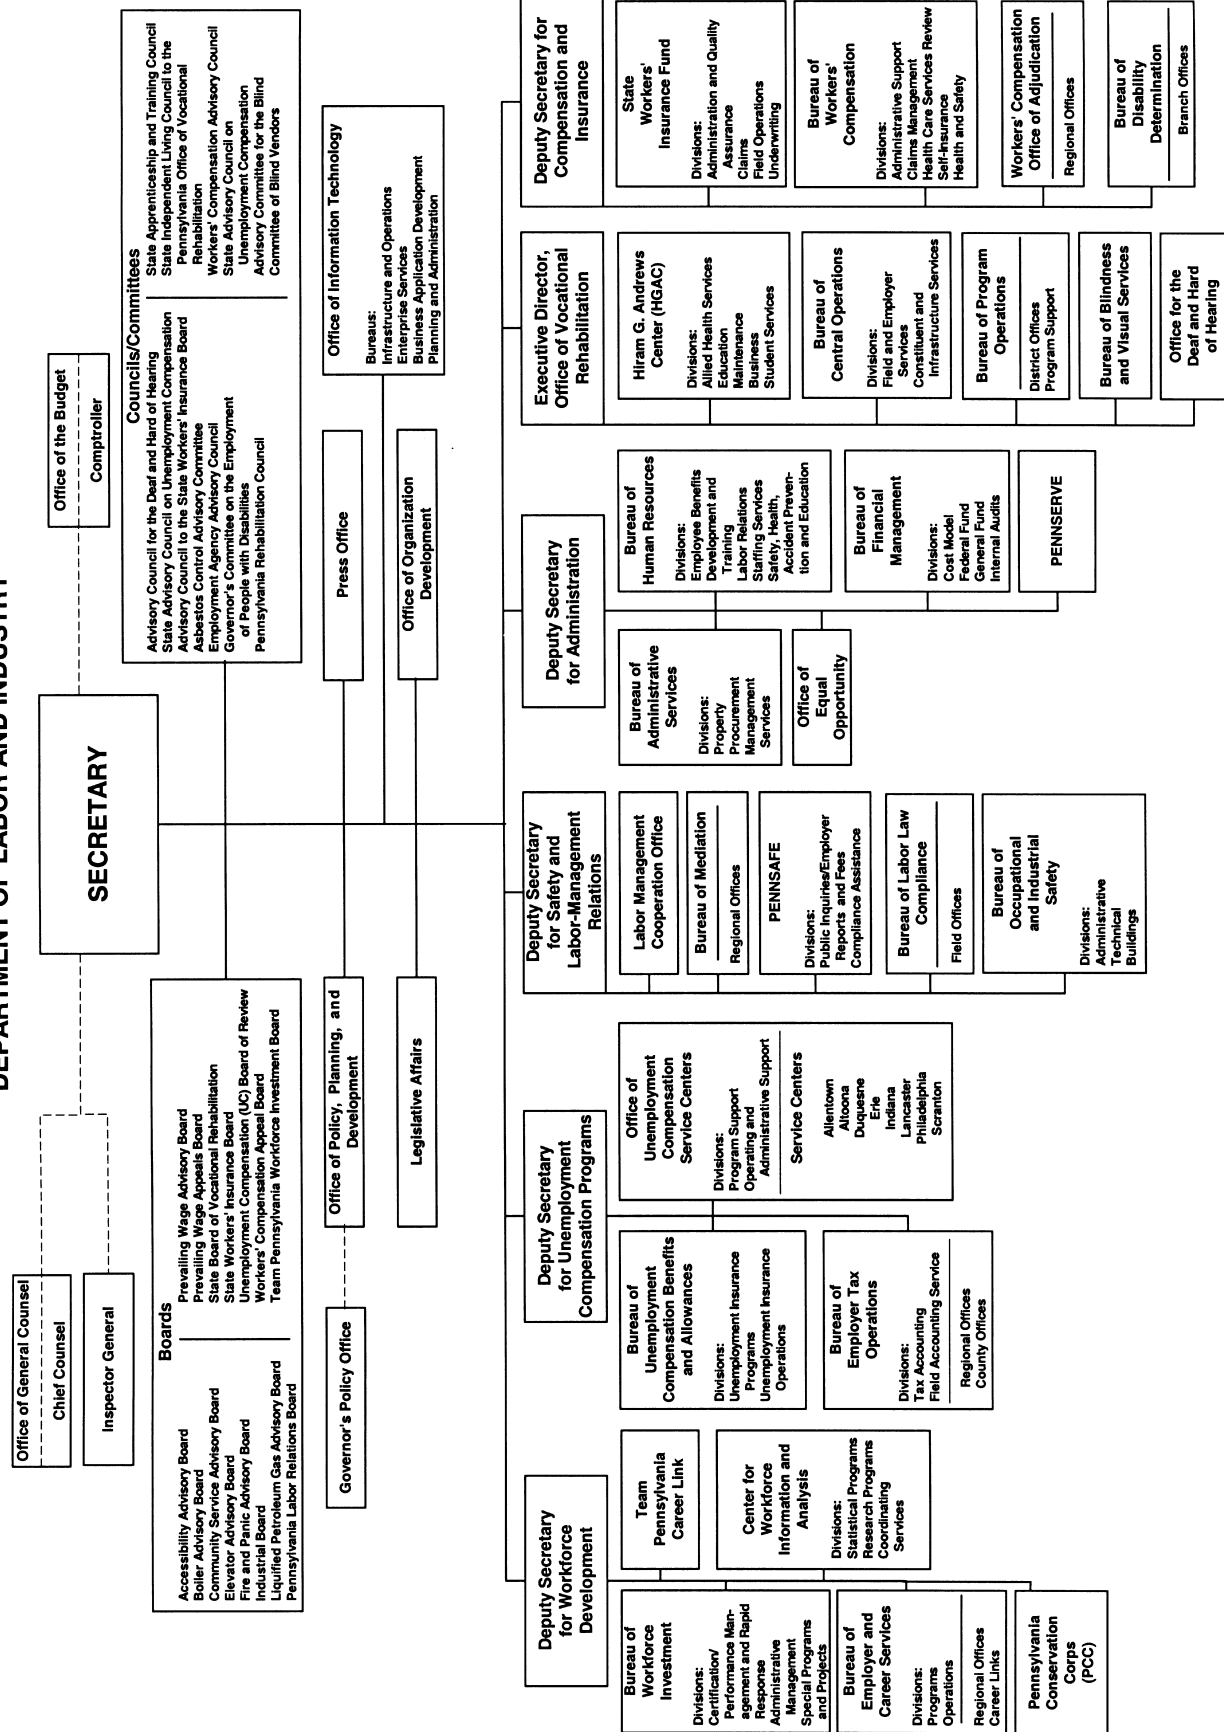 DEPARTMENT OF LABOR AND INDUSTRY
SECRETARY
Office of General Counsel
Chief Counsel
Inspector General
Office of the Budget
Comptroller
Boards
Accessibility Advisory Board
Boiler Advisory Board
Community Service Advisory Board
Elevator Advisory Board
Fire and Panic Advisory Board
Industrial Board
Liquified Petroleum Gas Advisory Board
Pennsylvania Labor Relations Board
Prevailing Wage Advisory Board
Prevailing Wage Appeals Board
State Board of Vocational Rehabilitation
State Workers' Insurance Board
Unemployment Compensation (UC) Board of Review
Workers' Compensation Appeal Board
Team Pennsylvania Workforce Investment Board
Councils/Committees
Advisory Council for the Deaf and Hard of Hearing
State Advisory Council on Unemployment Compensation
Advisory Council to the State Workers' Insurance Board
Asbestos Control Advisory Committee
Employment Agency Advisory Council
Governor's Committee on the Employment
of People with Disabilities
Pennsylvania Rehabilitation Council
State Apprenticeship and Training Council
State Independent Living Council to the
Pennsylvania Office of Vocational
Rehabilitation
Workers' Compensation Advisory Council
State Advisory Council on
Unemployment Compensation
Advisory Committee for the Blind
Committee of Blind Vendors
Governor's Policy Office
Office of Policy, Planning, and
Development
Legislative Affairs
Press Office
Office of Organization
Development
Office of Information Technology
Bureaus:
Infrastructure and Operations
Enterprise Services
Business Application Development
Planning and Administration
Deputy Secretary
for Workforce
Development
Bureau of
Workforce
Investment
Divisions:
Certification/
Performance Man-
agement and Rapid
Response
Administrative
Management
Special Programs
and Projects
Team
Pennsylvania
Career Link
Center for
Workforce
Information and
Analysis
Divisions:
Statistical Programs
Research Programs
Coordinating
Services
Bureau of
Employer and
Career Services
Divisions:
Programs
Operations
Regional Offices
Career Links
Pennsylvania
Conservation
Corps
(PCC)
Deputy Secretary
for Unemployment
Compensation Programs
Bureau of
Unemployment
Compensation Benefits
and Allowances
Divisions:
Unemployment Insurance
Programs
Unemployment Insurance
Operations
Office of
Unemployment
Compensation
Service Centers
Divisions:
Program Support
Operating and
Administrative Support
Service Centers
Allentown
Altoona
Duquesne
Erie
Indiana
Lancaster
Philadelphia
Scranton
Bureau of
Employer Tax
Operations
Divisions:
Tax Accounting
Field Accounting Service
Regional Offices
County Offices
Deputy Secretary
for Safety and
Labor-Management
Relations
Labor Management
Cooperation Office
Bureau of Mediation
Regional Offices
PENNSAFE
Divisions:
Public Inquiries/Employer
Reports and Fees
Compliance Assistance
Bureau of Labor Law
Compliance
Field Offices
Bureau of
Occupational
and Industrial
Safety
Divisions:
Administrative
Technical
Buildings
Deputy Secretary
for Administration
Bureau of
Administrative
Services
Divisions:
Property
Procurement
Management
Services
Bureau of
Human Resources
Divisions:
Employee Benefits
Development and
Training
Labor Relations
Staffing Services
Safety, Health,
Accident Preven-
tion and Education
Office of
Equal
Opportunity
Bureau of
Financial
Management
Divisions:
Cost Model
Federal Fund
General Fund
Internal Audits
PENNSERVE
Executive Director,
Office of Vocational
Rehabilitation
Hiram G. Andrews
Center (HGAC)
Divisions:
Allied Health Services
Education
Maintenance
Business
Student Services
Bureau of
Central Operations
Divisions:
Field and Employer
Services
Constituent and
Infrastructure Services
Bureau of Program
Operations
District Offices
Program Support
Bureau of Blindness
and Visual Services
Office for the
Deaf and Hard
of Hearing
Deputy Secretary for
Compensation and
Insurance
State
Workers'
Insurance Fund
Divisions:
Administration and Quality
Assurance
Claims
Field Operations
Underwriting
Bureau of
Workers'
Compensation
Divisions:
Administrative Support
Claims Management
Health Care Services Review
Self-Insurance
Health and Safety
Workers' Compensation
Office of Adjudication
Regional Offices
Bureau of
Disability
Determination
Branch Offices